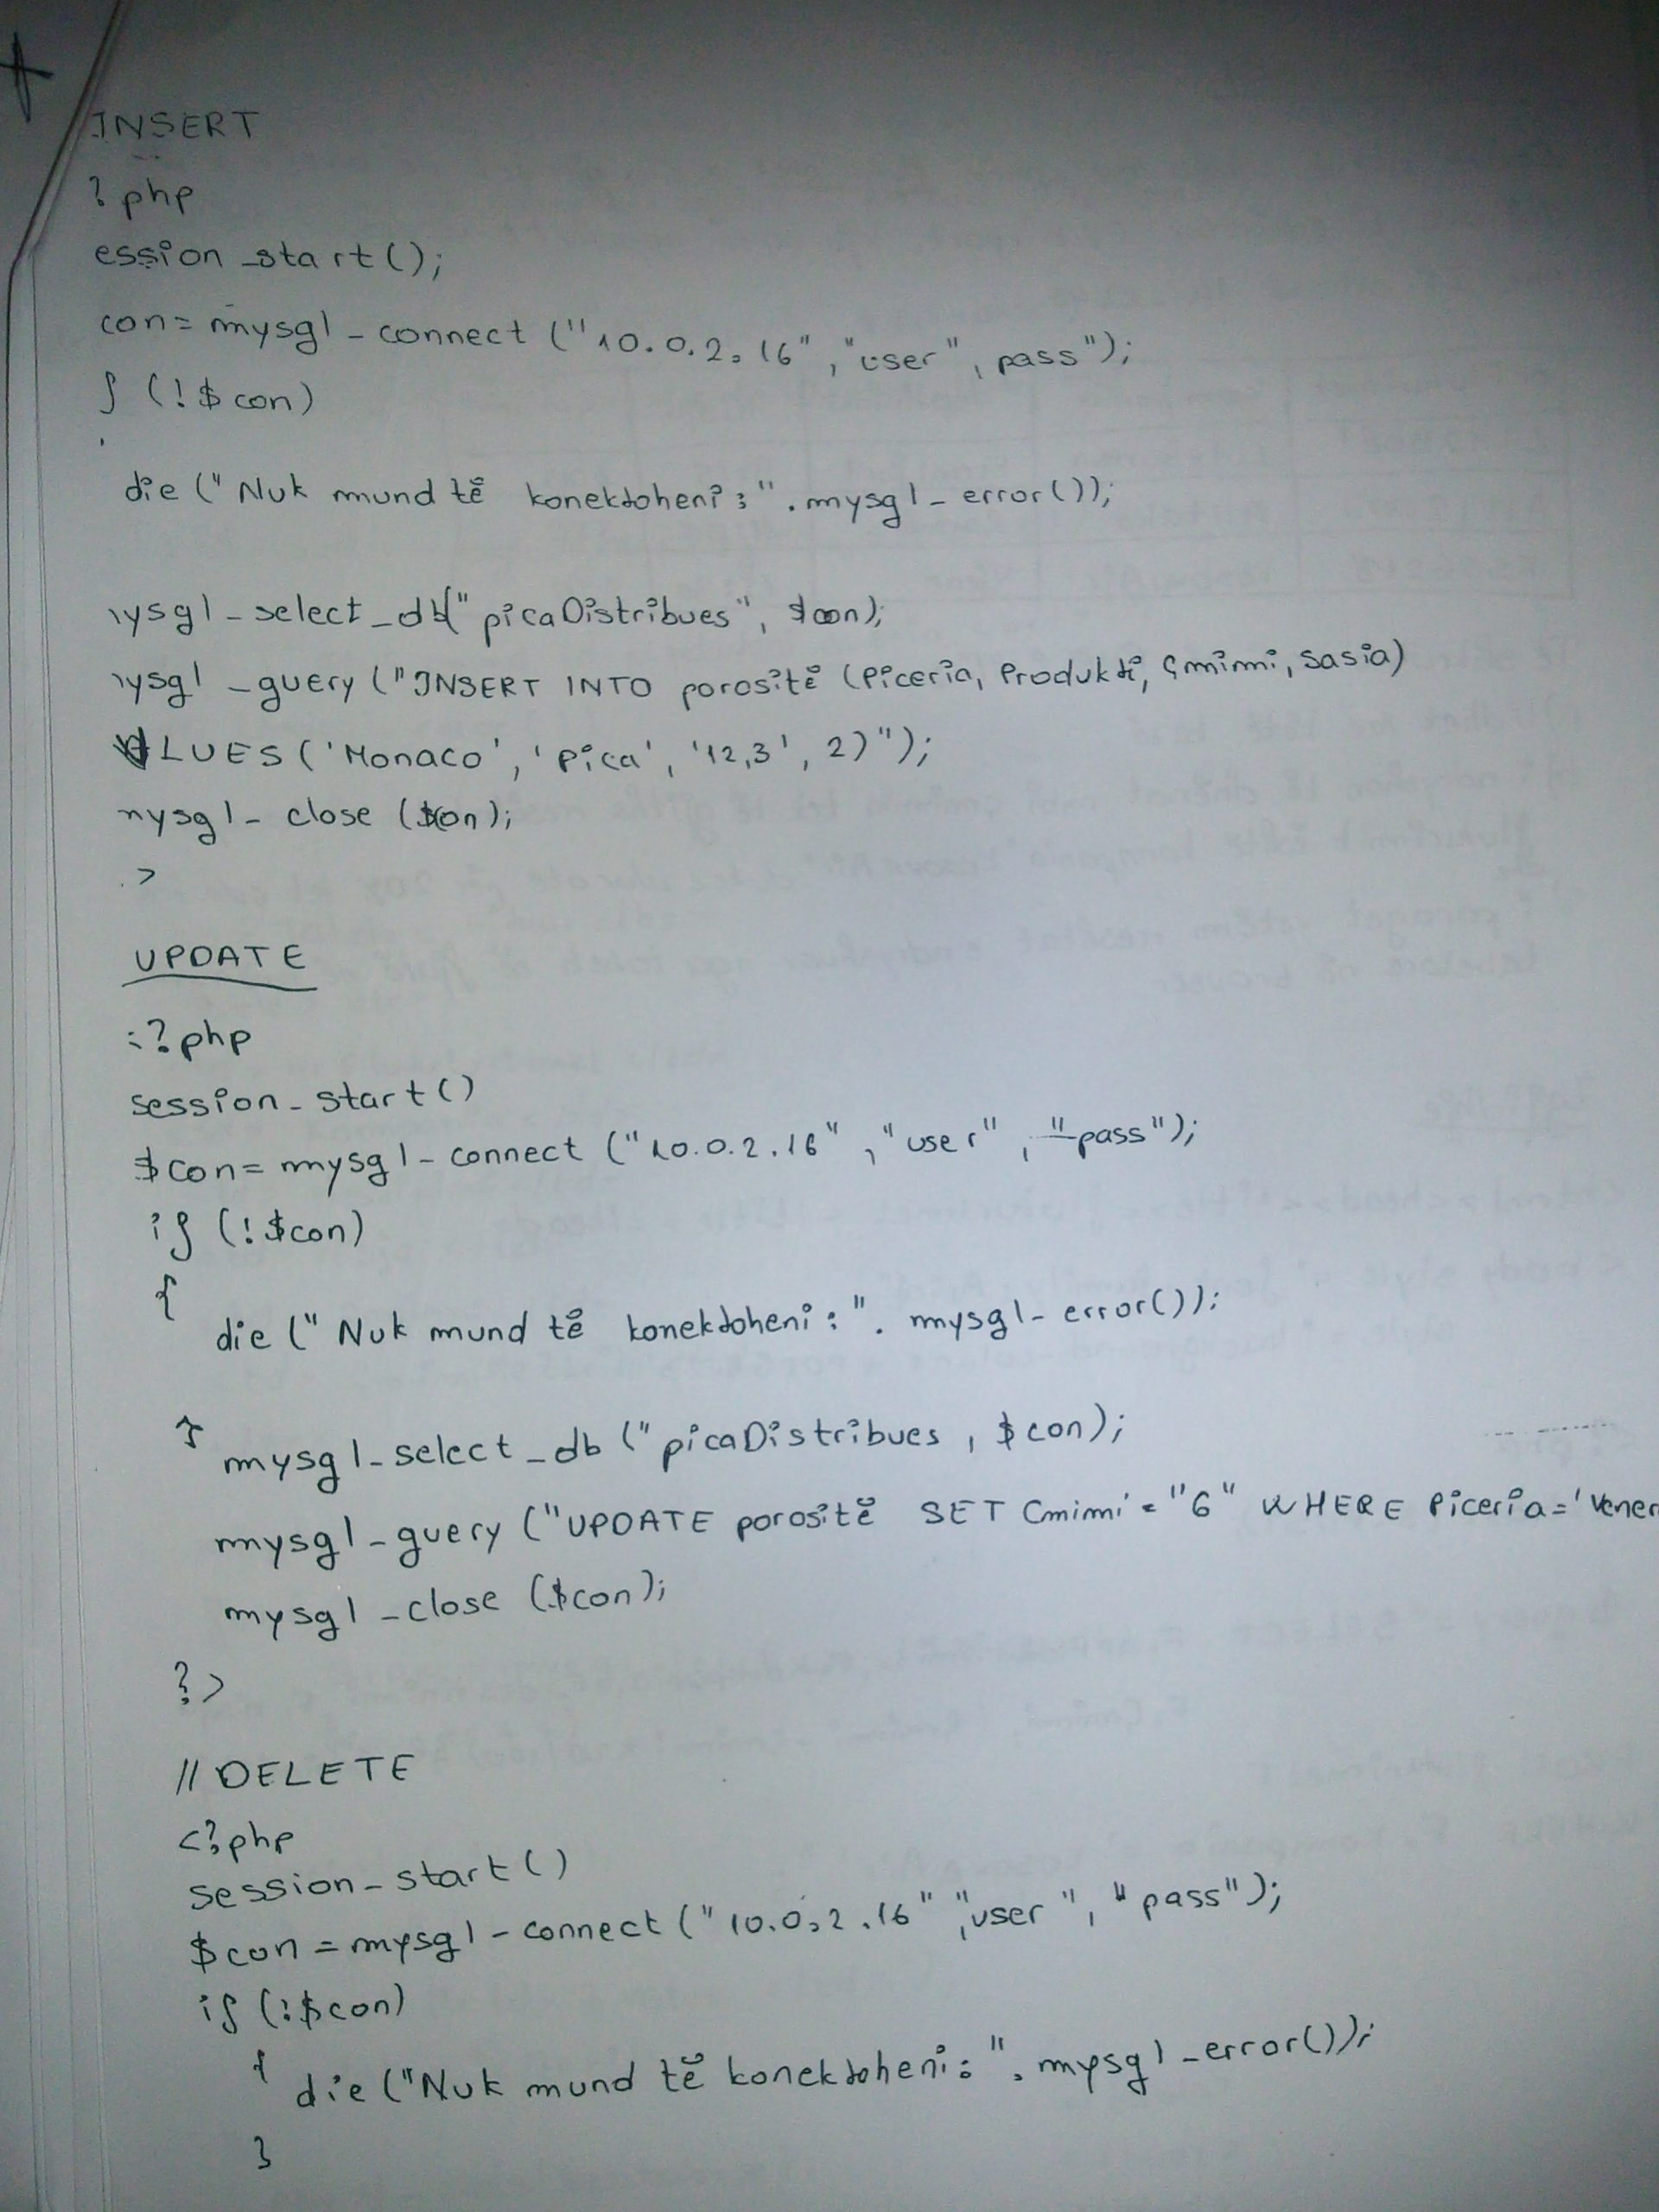 INSERT
?php
ession_start();
con= mysql-connect ("10.0.2.16", "user", pass");
f (!$con)
die ("Nuk mund të konektoheni:".mysql-error());
ysql-select_db("picaDistribues", $con);
ysql-query ("INSERT INTO porositë (Piceria, Produkti, Çmimi, Sasia)
VALUES ('Monaco', 'Pica', '12,3', 2)");
mysql-close ($con);
>
UPDATE
?php
session-start()
$con= mysql-connect ("10.0.2.16", "user", "pass");
if (!$con)
{
die ("Nuk mund të konektoheni:". mysql-error());
}
mysql-select_db ("picaDistribues, $con);
mysql-query ("UPDATE porositë SET Cmimi="6" WHERE Piceria='Vener
mysql-close ($con);
?>
//DELETE
<?php
session-start()
$con = mysql-connect ("10.0.2.16","user", "pass");
if (!$con)
{
die ("Nuk mund të konektoheni:". mysql-error());
}